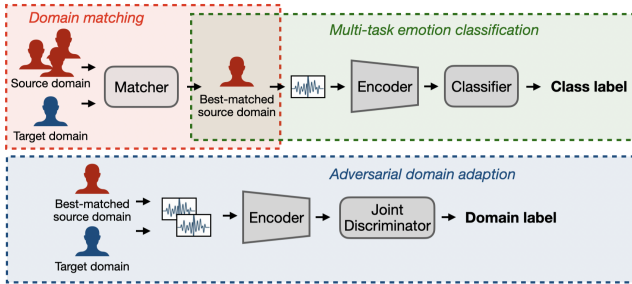 Domain matching
Multi-task emotion classification
Source domain
Target domain
Matcher
Best-matched
source domain
Encoder
Classifier
Class label
Adversarial domain adaption
Best-matched
source domain
Target domain
Encoder
Joint
Discriminator
Domain label